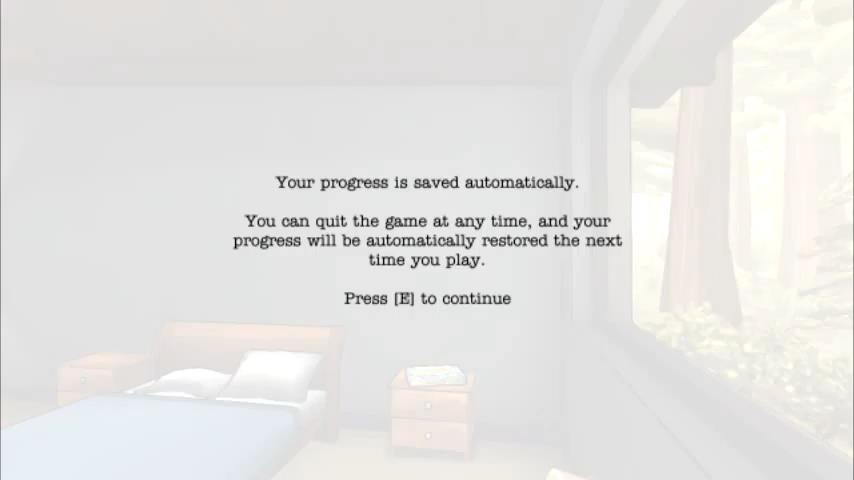 Your progress is saved automatically.
You can quit the game at any time, and your
progress will be automatically restored the next
time you play.
Press [E] to continue